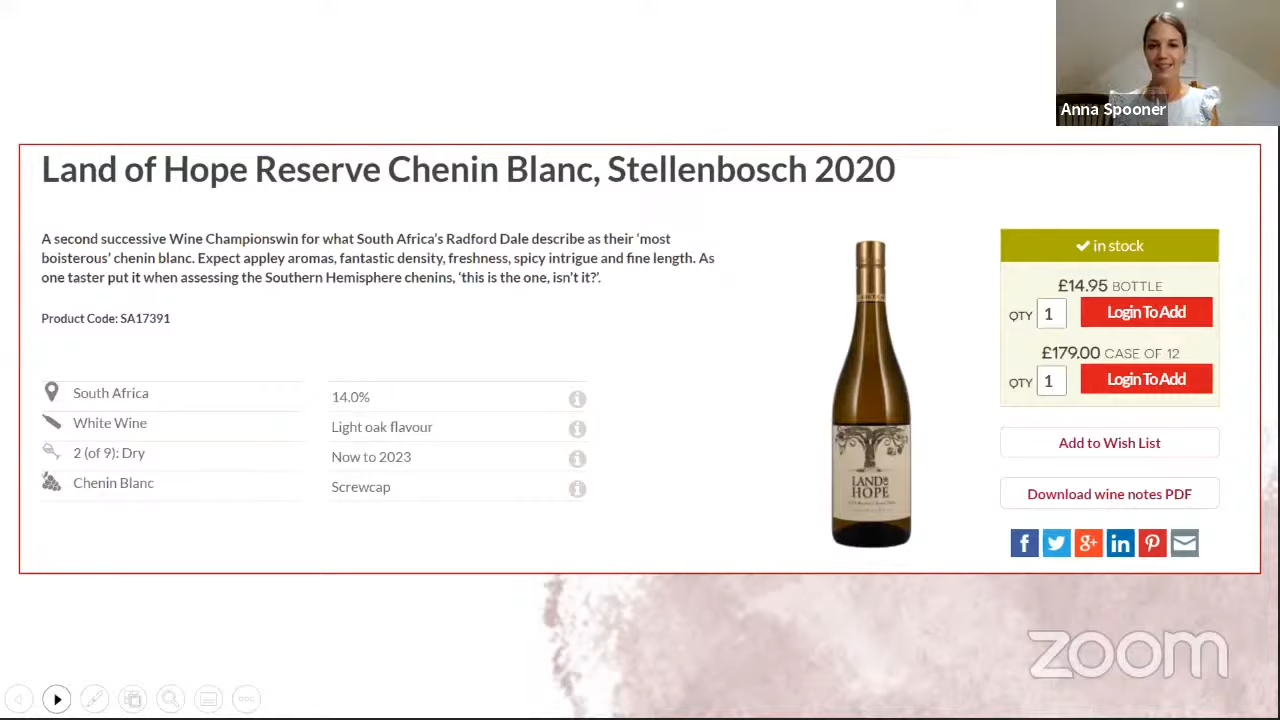 Anna Spooner
Land of Hope Reserve Chenin Blanc, Stellenbosch 2020
A second successive Wine Championswin for what South Africa's Radford Dale describe as their 'most
boisterous' chenin blanc. Expect appley aromas, fantastic density, freshness, spicy intrigue and fine length. As
one taster put it when assessing the Southern Hemisphere chenins, 'this is the one, isn't it?'.
Product Code: SA17391
South Africa
White Wine
2 (of 9): Dry
Chenin Blanc
14.0%
Light oak flavour
Now to 2023
Screwcap
LAND OF
HOPE
in stock
£14.95 BOTTLE
QTY 1 Login To Add
£179.00 CASE OF 12
QTY 1 Login To Add
Add to Wish List
Download wine notes PDF
zoom